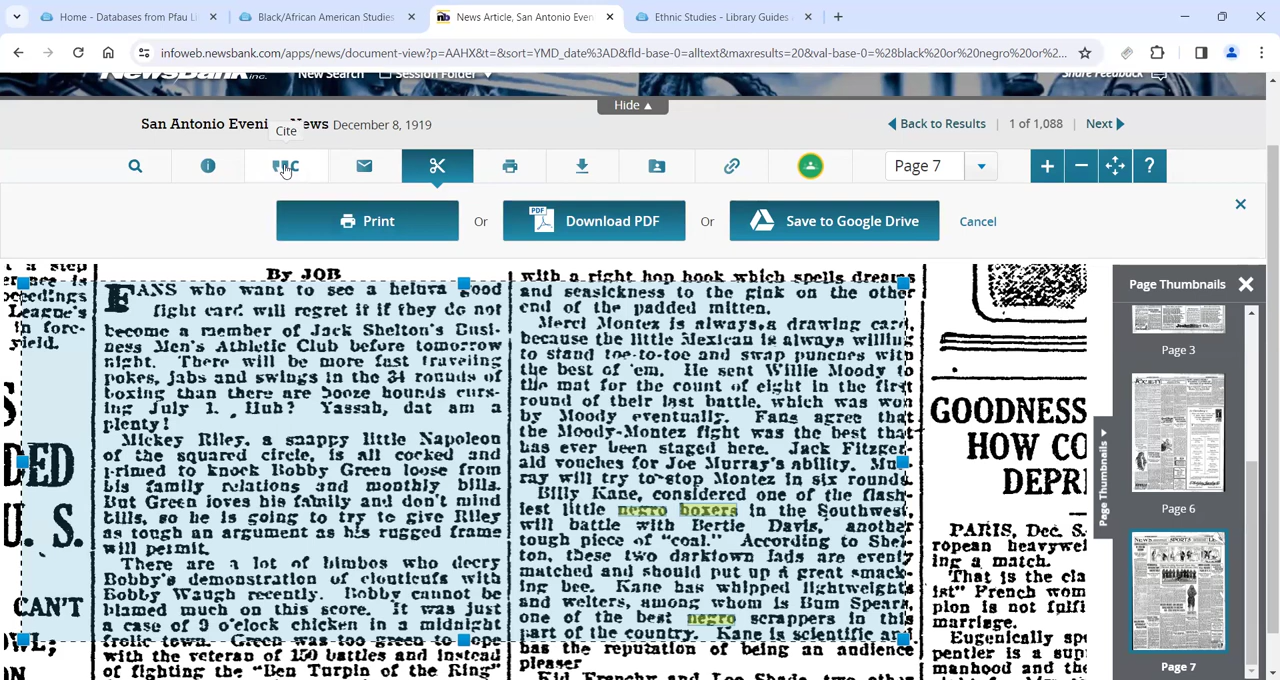 Home - Databases from Pfau Li
Black/African American Studies
News Article, San Antonio Even
Ethnic Studies - Library Guides
infoweb.newsbank.com/apps/news/document-view?p=AAHX&t=&sort=YMD_date%3AD&fld-base-0=alltext&maxresults=20&val-base-0=%28black%20or%20negro%20or%2...
NewsBank inc.
New Search
Session Folder
Share Feedback
Hide
San Antonio Eveni News December 8, 1919
Back to Results | 1 of 1,088 | Next
Cite
Page 7
+ − ?
Print Or PDF Download PDF Or Save to Google Drive Cancel
a step
By JOB
FANS who want to see a heluva good
fight card will regret it if they do not
become a member of Jack Shelton's Busi-
ness Men's Athletic Club before tomorrow
night. There will be more fast traveling
pokes, jabs and swings in the 34 rounds of
boxing than there are booze hounds curs-
ing July 1. Huh? Yassah, dat am a
plenty!
Mickey Riley, a snappy little Napoleon
of the squared circle, is all cocked and
primed to knock Bobby Green loose from
his family relations and monthly bills.
But Green loves his family and don't mind
bills, so he is going to try to give Riley
as tough an argument as his rugged frame
will permit.
There are a lot of bimbos who decry
Bobby's demonstration of clouticufs with
Bobby Waugh recently. Bobby cannot be
blamed much on this score. It was just
a case of 9 o'clock chicken in a midnight
frolic town. Green was too green to cope
with the veteran of 150 battles and instead
of fighting the "Ben Turpin of the Ring"
with a right hop hook which spells dreams
and seasickness to the gink on the other
end of the padded mitten.
Merci Montez is always a drawing card,
because the little Mexican is always willing
to stand toe-to-toe and swap punches with
the best of 'em. He sent Willie Moody to
the mat for the count of eight in the first
round of their last battle, which was won
by Moody eventually. Fans agree that
the Moody-Montez fight was the best that
has ever been staged here. Jack Fitzger-
ald vouches for Joe Murray's ability. Mur-
ray will try to stop Montez in six rounds.
Billy Kane, considered one of the flash-
iest little negro boxers in the Southwest,
will battle with Bertie Davis, another
tough piece of "coal." According to Shel-
ton, these two darktown lads are evenly
matched and should put up a great smack-
ing bee. Kane has whipped lightweights
and welters, among whom is Bum Spears,
one of the best negro scrappers in this
part of the country. Kane is scientific and
has the reputation of being an audience
pleaser
Kid Franchy and Leo Shade, two other
League's
in forc-
yield.
DED
U. S.
CAN'T
GOODNESS
HOW CO
DEPR
PARIS, Dec. 8.
ropean heavywei
ing a match.
That is the cla
ist" French wom
pion is not fulfi
marriage.
Eugenically spe
pentier is a sup
manhood and the
Page Thumbnails
Page Thumbnails
Page 3
Page 6
Page 7